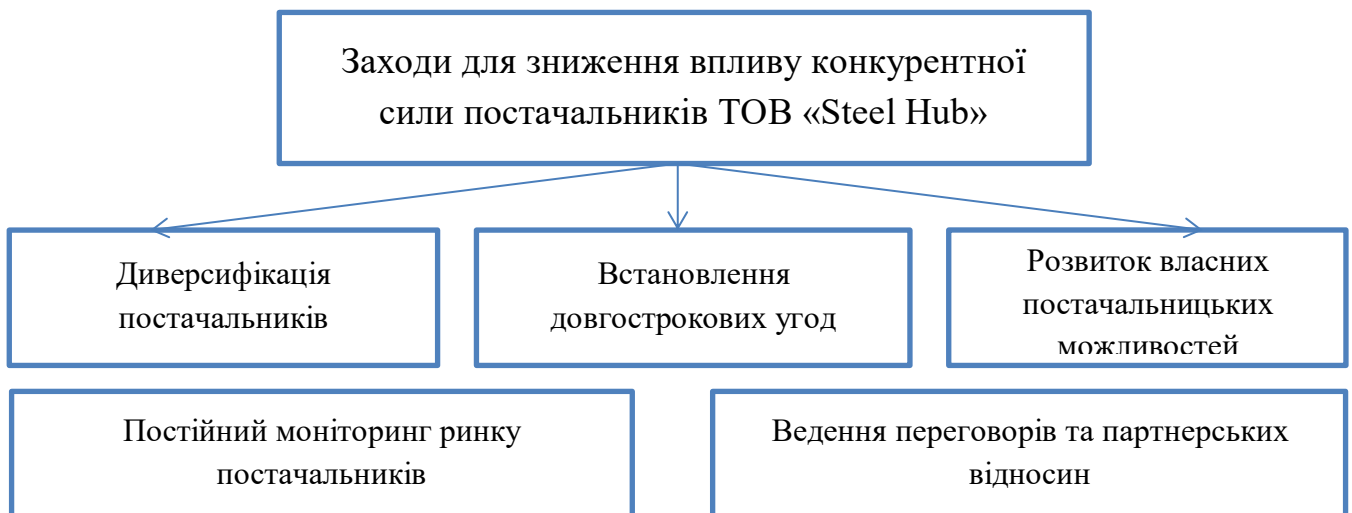 Заходи для зниження впливу конкурентної
сили постачальників ТОВ «Steel Hub»
Диверсифікація
постачальників
Встановлення
довгострокових угод
Розвиток власних
постачальницьких
можливостей
Постійний моніторинг ринку
постачальників
Ведення переговорів та партнерських
відносин